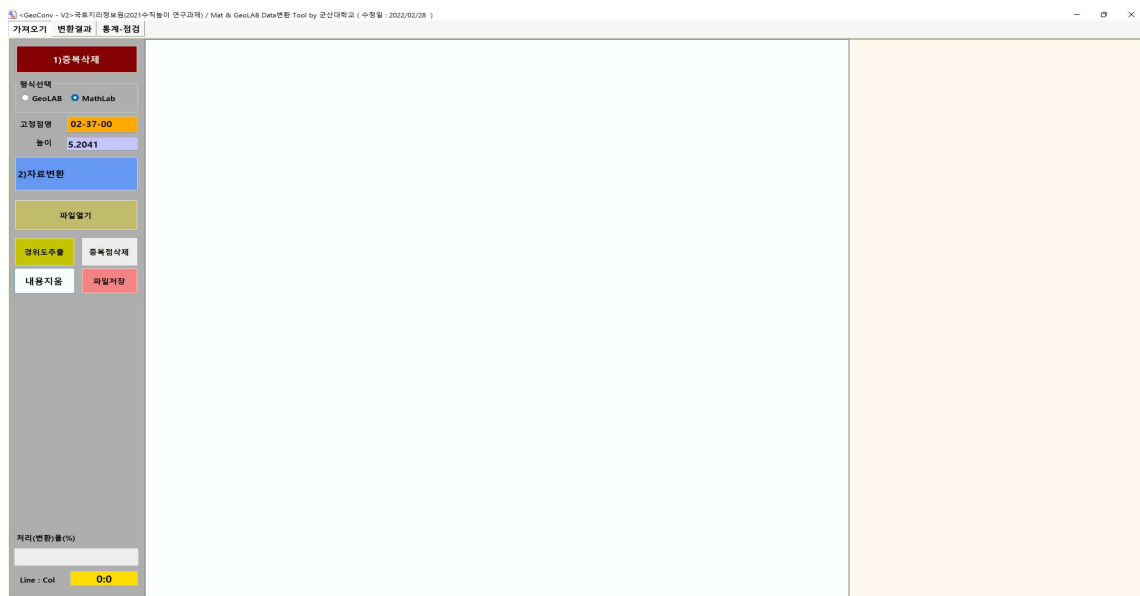 <GeoConv - V2>국토지리정보원(2021수직높이 연구과제) / Mat & GeoLAB Data변환 Tool by 군산대학교 ( 수정일 : 2022/02/28 )
가져오기 변환결과 통계-점검
1)중복삭제
형식선택
GeoLAB MathLab
고정점명 02-37-00
높이 5.2041
2)자료변환
파일열기
경위도추출 중복점삭제
내용지움 파일저장
처리(변환)율(%)
Line : Col 0:0